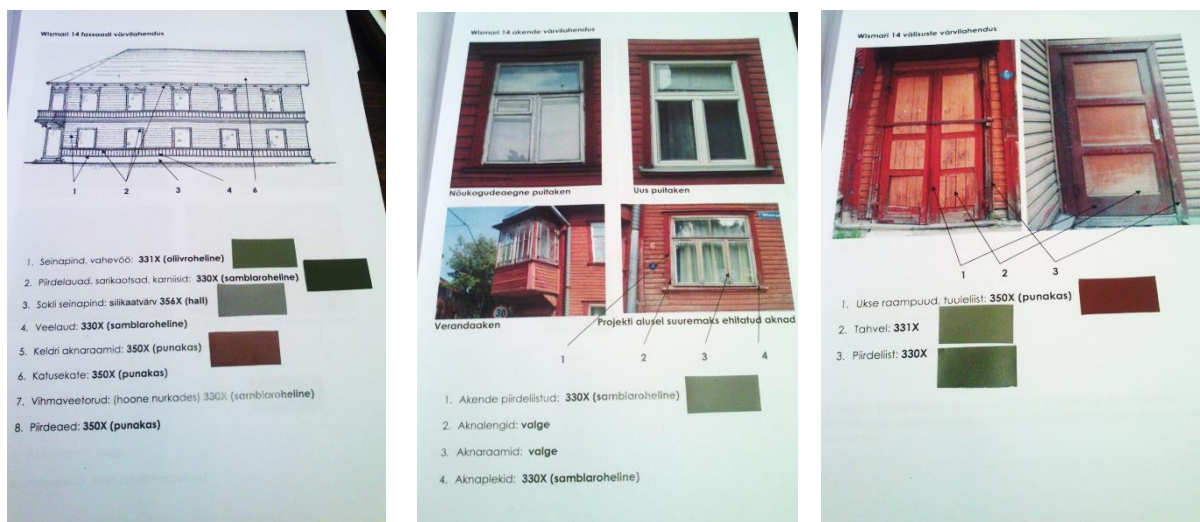 Wismari 14 fassaadi värvilahendus
1 2 3 4 6
1. Seinapind, vahevöö: 331X (oliivroheline)
2. Piirdelauad, sarikaotsad, karniisid: 330X (samblaroheline)
3. Sokli seinapind: silikaatvärv 356X (hall)
4. Veelaud: 330X (samblaroheline)
5. Keldri aknaraamid: 350X (punakas)
6. Katusekate: 350X (punakas)
7. Vihmaveetorud: (hoone nurkades) 330X (samblaroheline)
8. Piirdeaed: 350X (punakas)
Wismari 14 akende värvilahendus
Nõukogudeaegne puitaken Uus puitaken
Verandaaken Projekti alusel suuremaks ehitatud aknad
1 2 3 4
1. Akende piirdeliistud: 330X (samblaroheline)
2. Aknalengid: valge
3. Aknaraamid: valge
4. Aknaplekid: 330X (samblaroheline)
Wismari 14 välisuste värvilahendus
1 2 3
1. Ukse raampuud, tuuleliist: 350X (punakas)
2. Tahvel: 331X
3. Piirdeliist: 330X